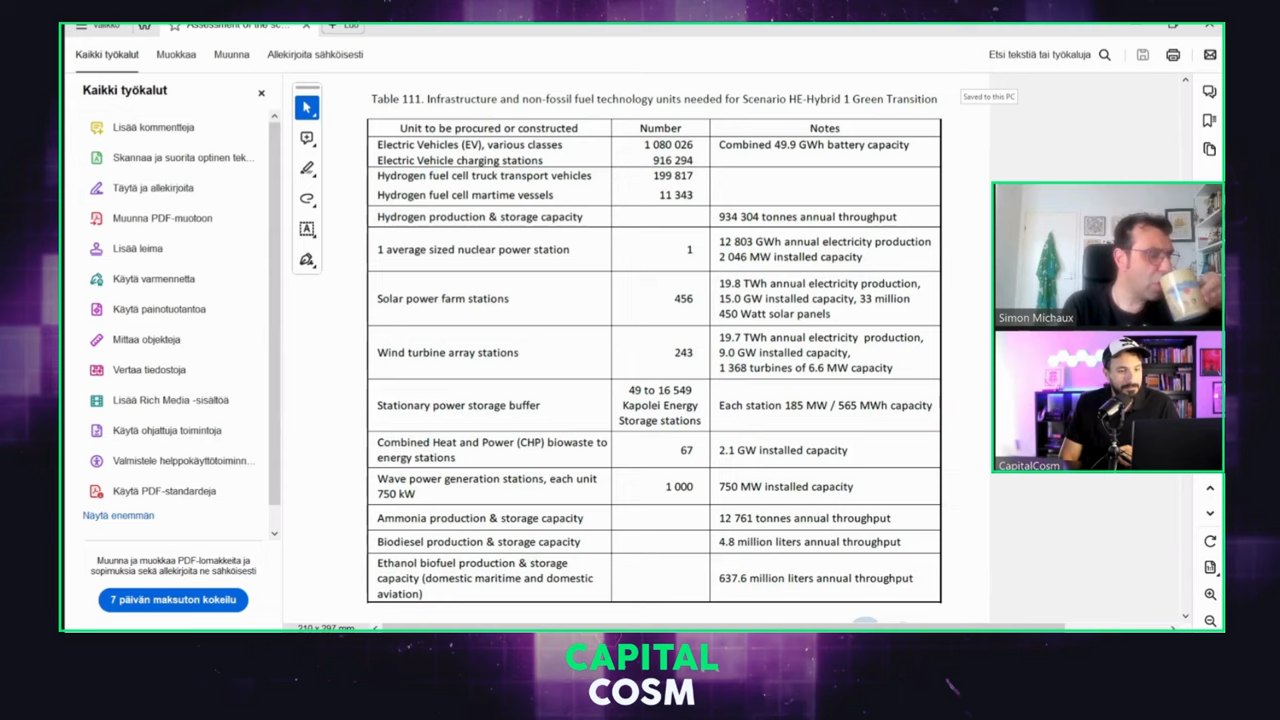 Valikko
Assessment of the sc...
Luo
Kaikki työkalut
Muokkaa
Muunna
Allekirjoita sähköisesti
Etsi tekstiä tai työkaluja
Kaikki työkalut
Lisää kommentteja
Skannaa ja suorita optinen tek...
Täytä ja allekirjoita
Muunna PDF-muotoon
Lisää leima
Käytä varmennetta
Käytä painotuotantoa
Mittaa objekteja
Vertaa tiedostoja
Lisää Rich Media -sisältöä
Käytä ohjattuja toimintoja
Valmistele helppokäyttötoiminn...
Käytä PDF-standardeja
Näytä enemmän
Muunna ja muokkaa PDF-lomakkeita ja
sopimuksia sekä allekirjoita ne sähköisesti
7 päivän maksuton kokeilu
Saved to this PC
Table 111. Infrastructure and non-fossil fuel technology units needed for Scenario HE-Hybrid 1 Green Transition
Unit to be procured or constructed Number Notes
Electric Vehicles (EV), various classes 1 080 026 Combined 49.9 GWh battery capacity
Electric Vehicle charging stations 916 294
Hydrogen fuel cell truck transport vehicles 199 817
Hydrogen fuel cell martime vessels 11 343
Hydrogen production & storage capacity 934 304 tonnes annual throughput
1 average sized nuclear power station 1 12 803 GWh annual electricity production
2 046 MW installed capacity
Solar power farm stations 456 19.8 TWh annual electricity production,
15.0 GW installed capacity, 33 million
450 Watt solar panels
Wind turbine array stations 243 19.7 TWh annual electricity production,
9.0 GW installed capacity,
1 368 turbines of 6.6 MW capacity
Stationary power storage buffer 49 to 16 549
Kapolei Energy
Storage stations
Each station 185 MW / 565 MWh capacity
Combined Heat and Power (CHP) biowaste to
energy stations 67 2.1 GW installed capacity
Wave power generation stations, each unit
750 kW 1 000 750 MW installed capacity
Ammonia production & storage capacity 12 761 tonnes annual throughput
Biodiesel production & storage capacity 4.8 million liters annual throughput
Ethanol biofuel production & storage
capacity (domestic maritime and domestic
aviation) 637.6 million liters annual throughput
210 x 297 mm
Simon Michaux
CapitalCosm
CAPITAL
COSM